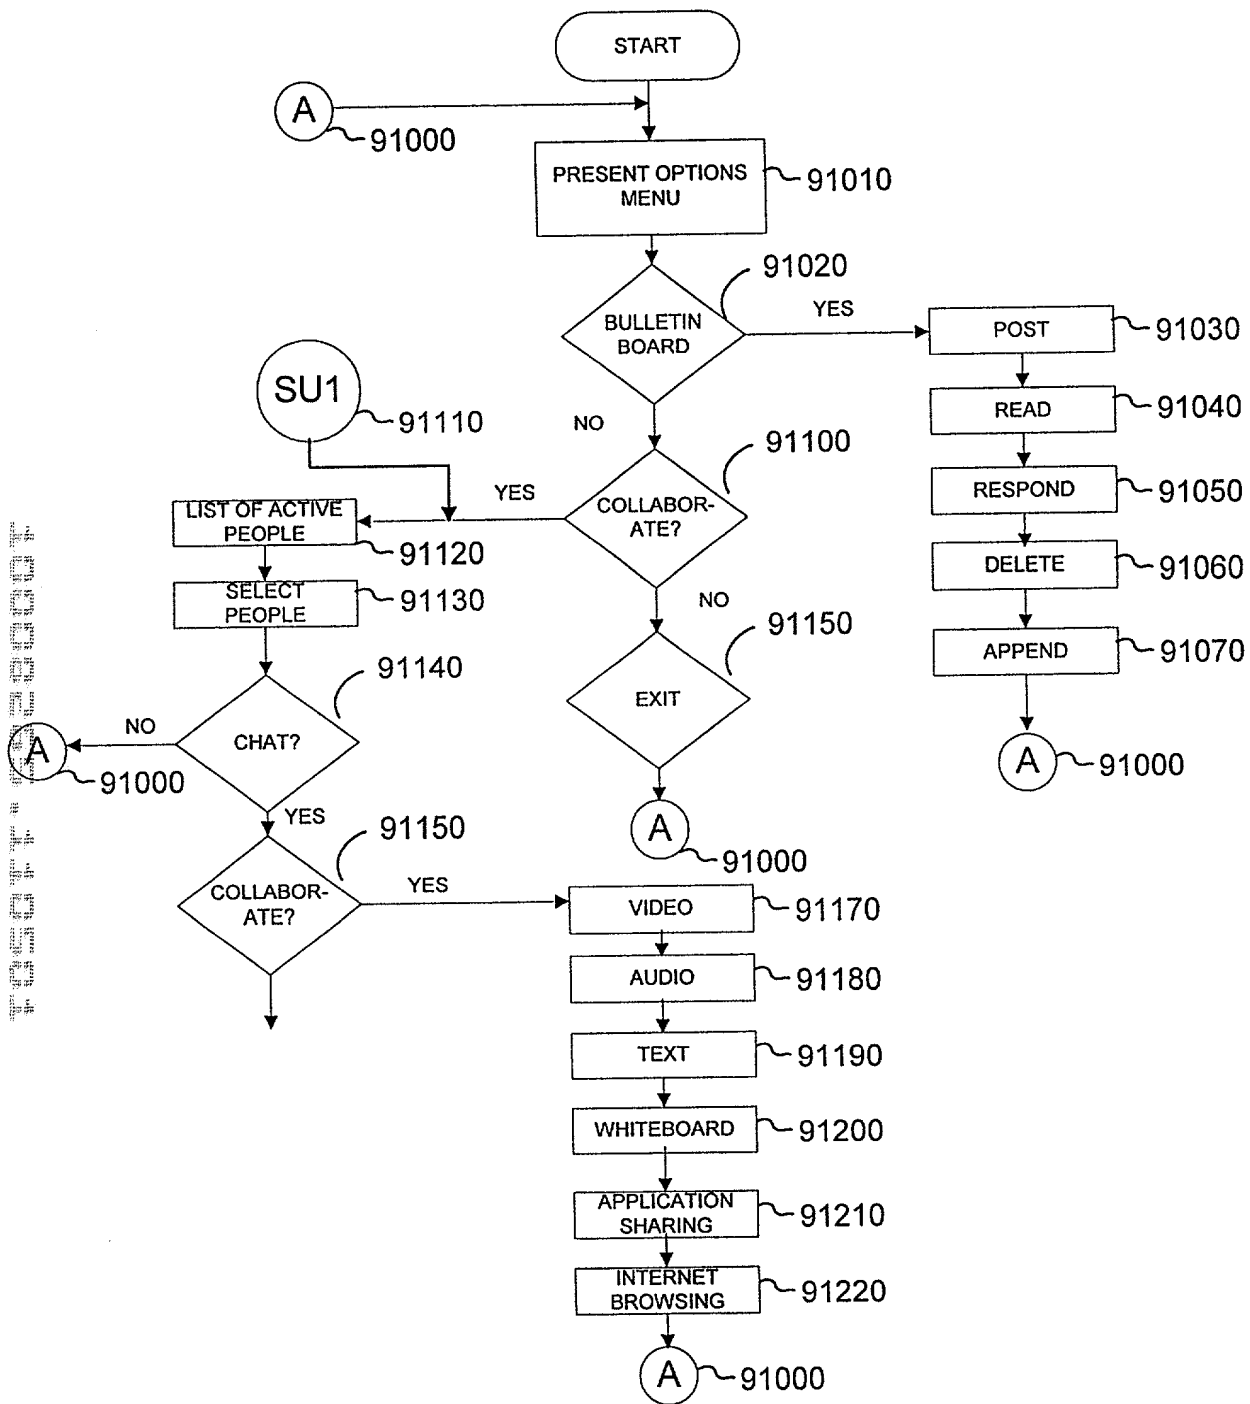 START
A
91000
PRESENT OPTIONS
MENU
91010
91020
BULLETIN
BOARD
YES
POST
91030
NO
READ
91040
SU1
91110
91100
COLLABOR-
ATE?
YES
RESPOND
91050
LIST OF ACTIVE
PEOPLE
91120
DELETE
91060
SELECT
PEOPLE
91130
NO
91150
EXIT
APPEND
91070
91140
CHAT?
NO
A
91000
A
91000
YES
A
91000
91150
COLLABOR-
ATE?
YES
VIDEO
91170
AUDIO
91180
TEXT
91190
WHITEBOARD
91200
APPLICATION
SHARING
91210
INTERNET
BROWSING
91220
A
91000